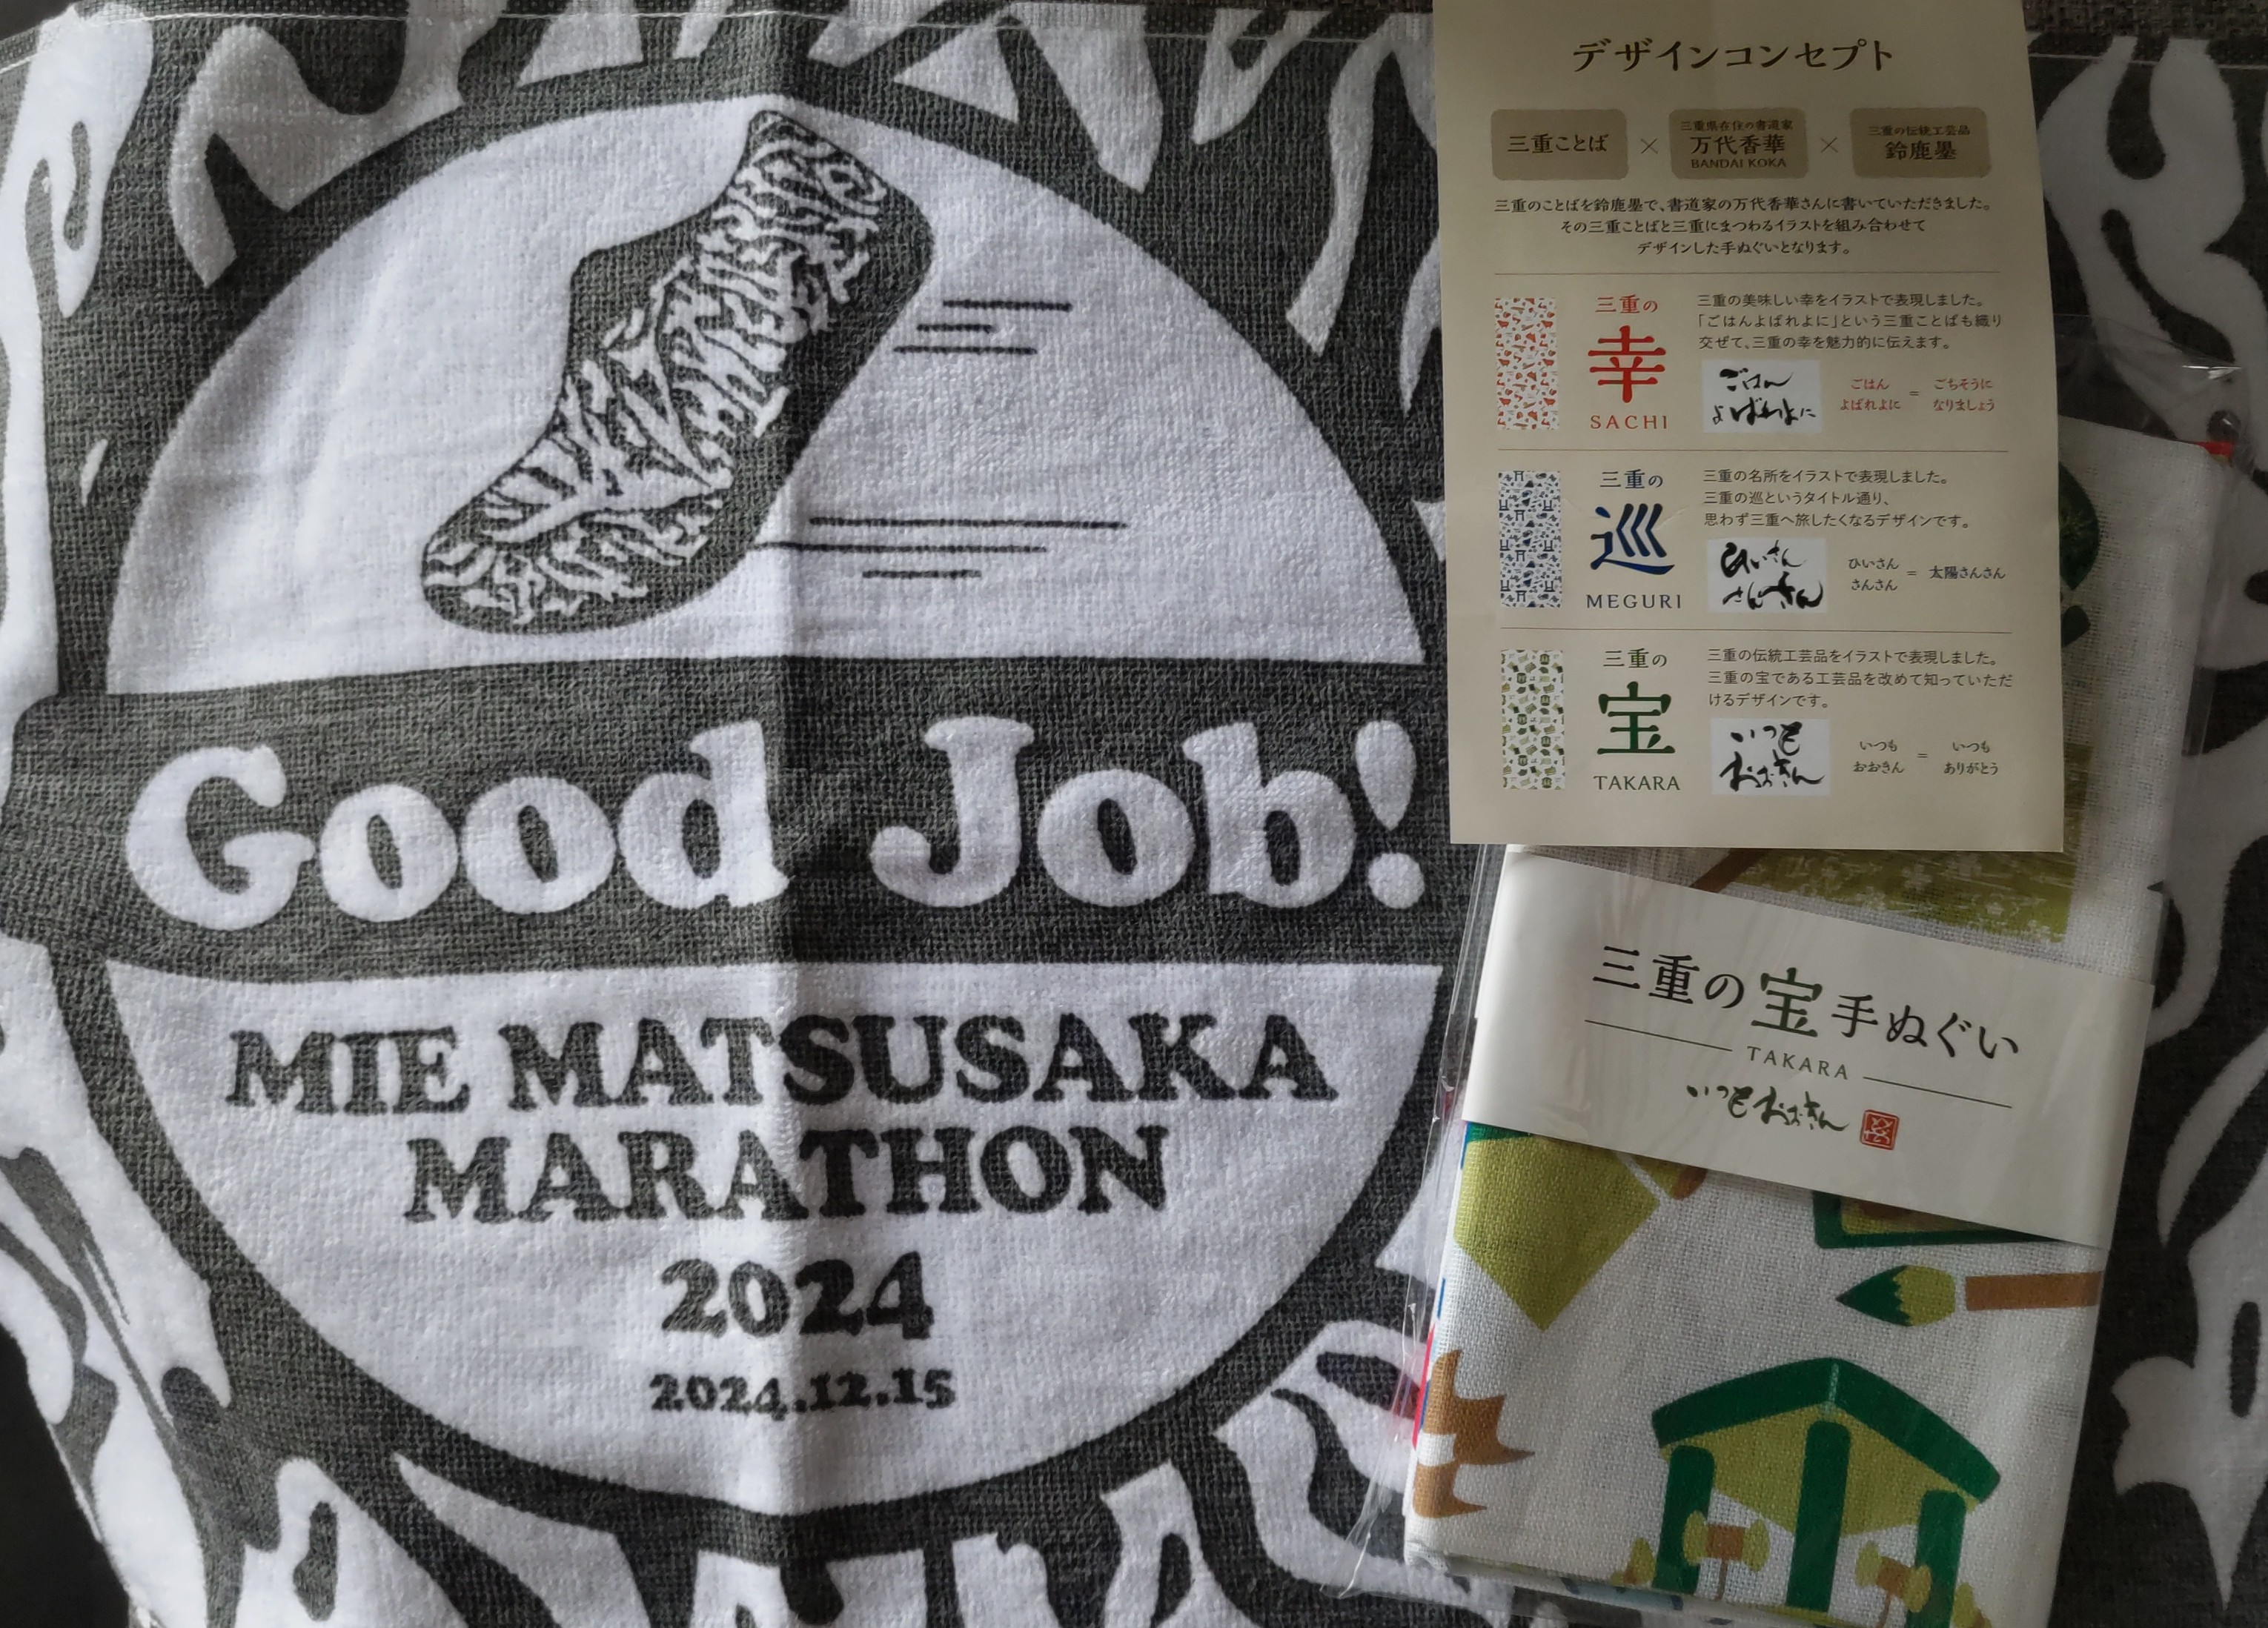 Good Job!
MIE MATSUSAKA
MARATHON
2024
2024.12.15
デザインコンセプト
三重ことば × 三重県在住の書道家 万代香華 BANDAI KOKA × 三重の伝統工芸品 鈴鹿墨
三重のことばを鈴鹿墨で、書道家の万代香華さんに書いていただきました。
その三重ことばと三重にまつわるイラストを組み合わせて
デザインした手ぬぐいとなります。
三重の
幸
SACHI
三重の美味しい幸をイラストで表現しました。
「ごはんよばれよに」という三重ことばも織り
交ぜて、三重の幸を魅力的に伝えます。
ごはん
よばれよに
ごはん
よばれよに
=
ごちそうに
なりましょう
三重の
巡
MEGURI
三重の名所をイラストで表現しました。
三重の巡というタイトル通り、
思わず三重へ旅したくなるデザインです。
ひいさん
さんさん
ひいさん
さんさん
=
太陽さんさん
三重の
宝
TAKARA
三重の伝統工芸品をイラストで表現しました。
三重の宝である工芸品を改めて知っていただ
けるデザインです。
いつも
おおきん
いつも
おおきん
=
いつも
ありがとう
三重の宝手ぬぐい
TAKARA
いつもおおきん